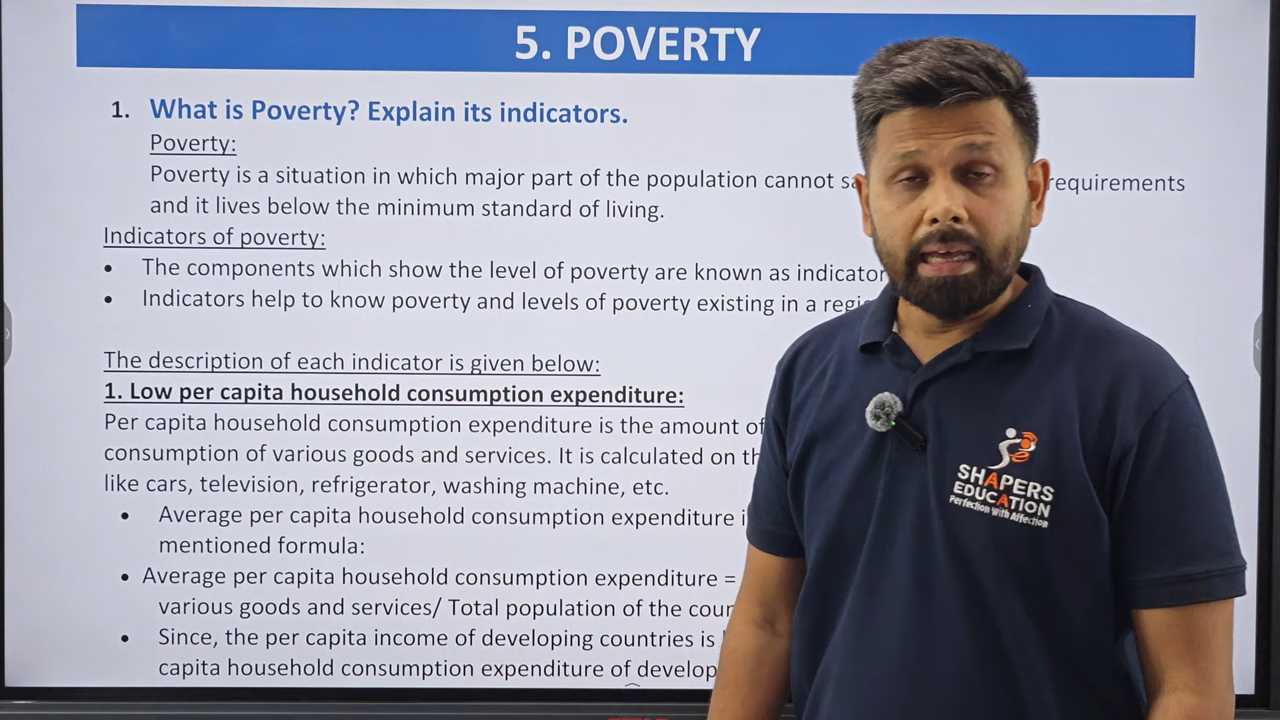 5. POVERTY
1. What is Poverty? Explain its indicators.
Poverty:
Poverty is a situation in which major part of the population cannot requirements
and it lives below the minimum standard of living.
Indicators of poverty:
• The components which show the level of poverty are known as
• Indicators help to know poverty and levels of poverty existing in a
The description of each indicator is given below:
1. Low per capita household consumption expenditure:
Per capita household consumption expenditure is the amount of
consumption of various goods and services. It is calculated on
like cars, television, refrigerator, washing machine, etc.
• Average per capita household consumption expenditure
mentioned formula:
• Average per capita household consumption expenditure =
various goods and services/ Total population of the
• Since, the per capita income of developing countries is
capita household consumption expenditure of
SHAPERS
EDUCATION
Perfection With Affection